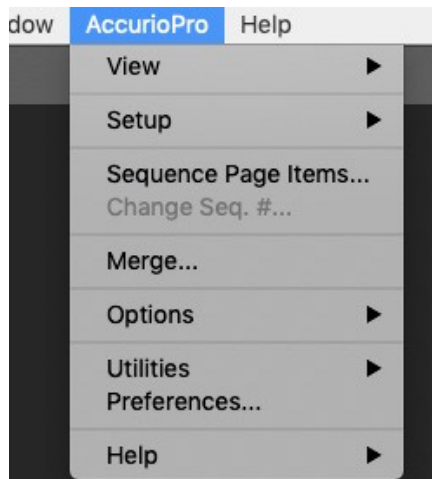 dow AccurioPro Help
View
Setup
Sequence Page Items...
Change Seq. #...
Merge...
Options
Utilities
Preferences...
Help